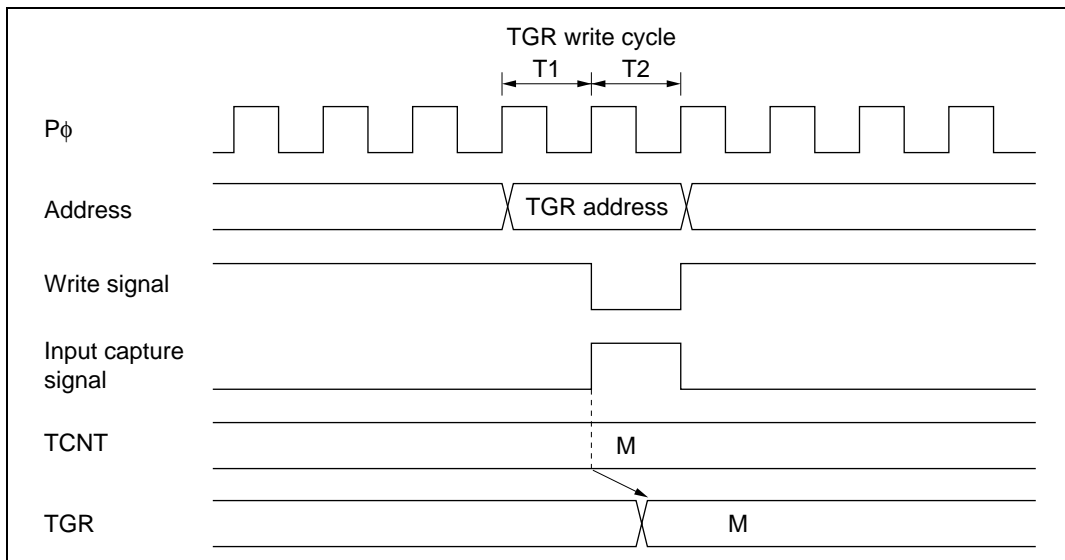 TGR write cycle
T1 T2
Pϕ
Address
TGR address
Write signal
Input capture
signal
TCNT
M
TGR
M